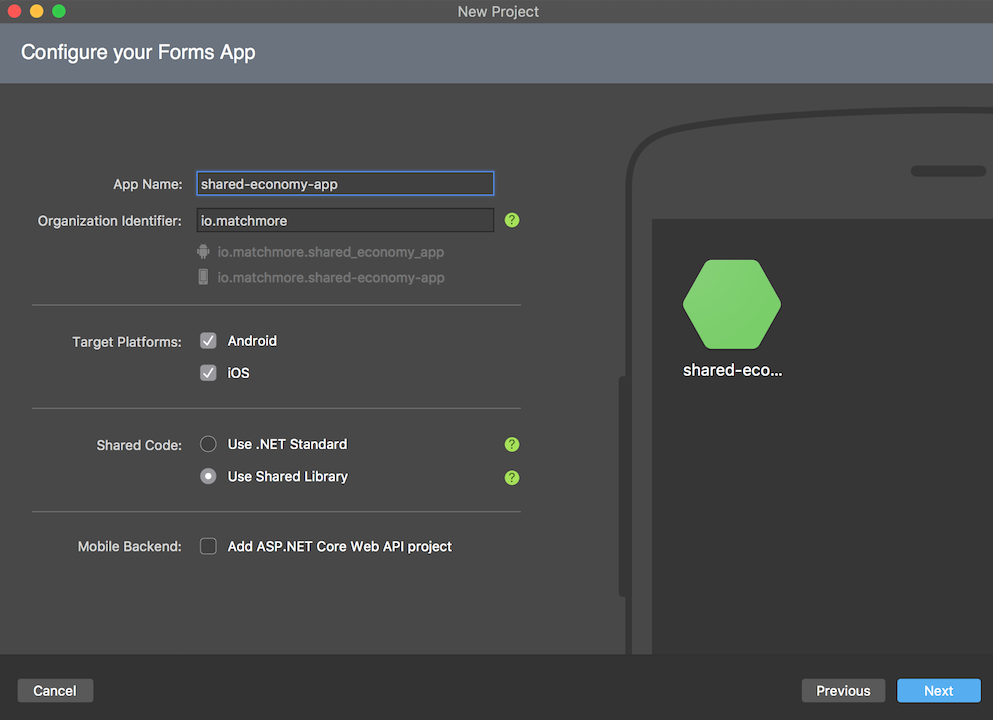 New Project
Configure your Forms App
App Name: shared-economy-app
Organization Identifier: io.matchmore ?
io.matchmore.shared_economy_app
io.matchmore.shared-economy-app
Target Platforms: Android
iOS
Shared Code: Use .NET Standard ?
Use Shared Library ?
Mobile Backend: Add ASP.NET Core Web API project
shared-eco...
Cancel Previous Next